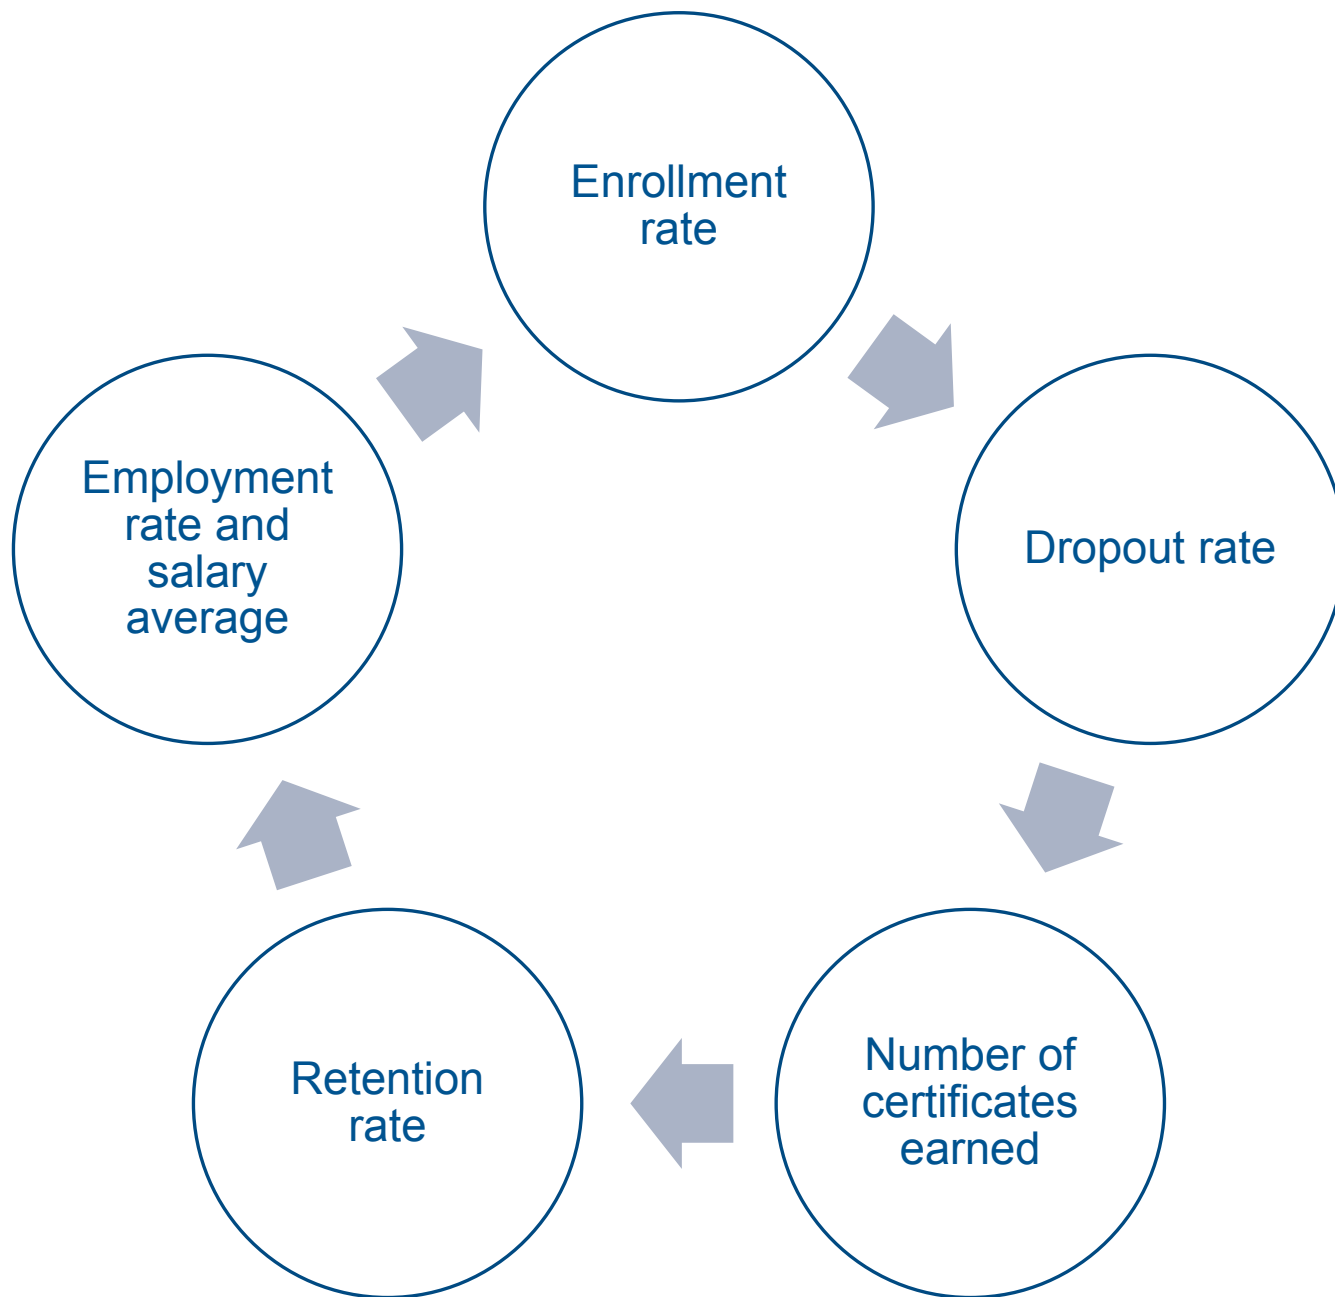 Enrollment
rate
Dropout rate
Number of
certificates
earned
Retention
rate
Employment
rate and
salary
average